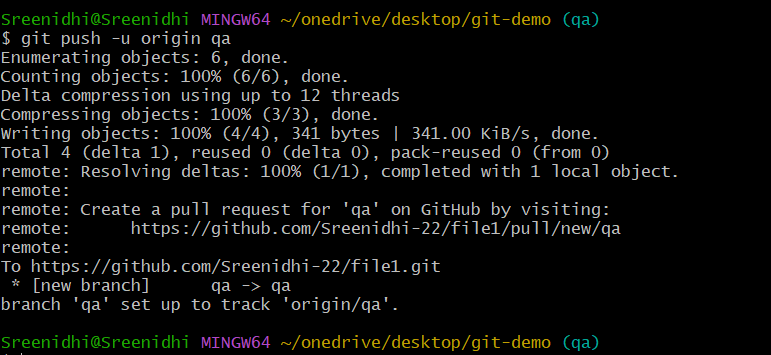 Sreenidhi@Sreenidhi MINGW64 ~/onedrive/desktop/git-demo (qa)
$ git push -u origin qa
Enumerating objects: 6, done.
Counting objects: 100% (6/6), done.
Delta compression using up to 12 threads
Compressing objects: 100% (3/3), done.
Writing objects: 100% (4/4), 341 bytes | 341.00 KiB/s, done.
Total 4 (delta 1), reused 0 (delta 0), pack-reused 0 (from 0)
remote: Resolving deltas: 100% (1/1), completed with 1 local object.
remote:
remote: Create a pull request for 'qa' on GitHub by visiting:
remote:      https://github.com/Sreenidhi-22/file1/pull/new/qa
remote:
To https://github.com/Sreenidhi-22/file1.git
 * [new branch]      qa -> qa
branch 'qa' set up to track 'origin/qa'.

Sreenidhi@Sreenidhi MINGW64 ~/onedrive/desktop/git-demo (qa)